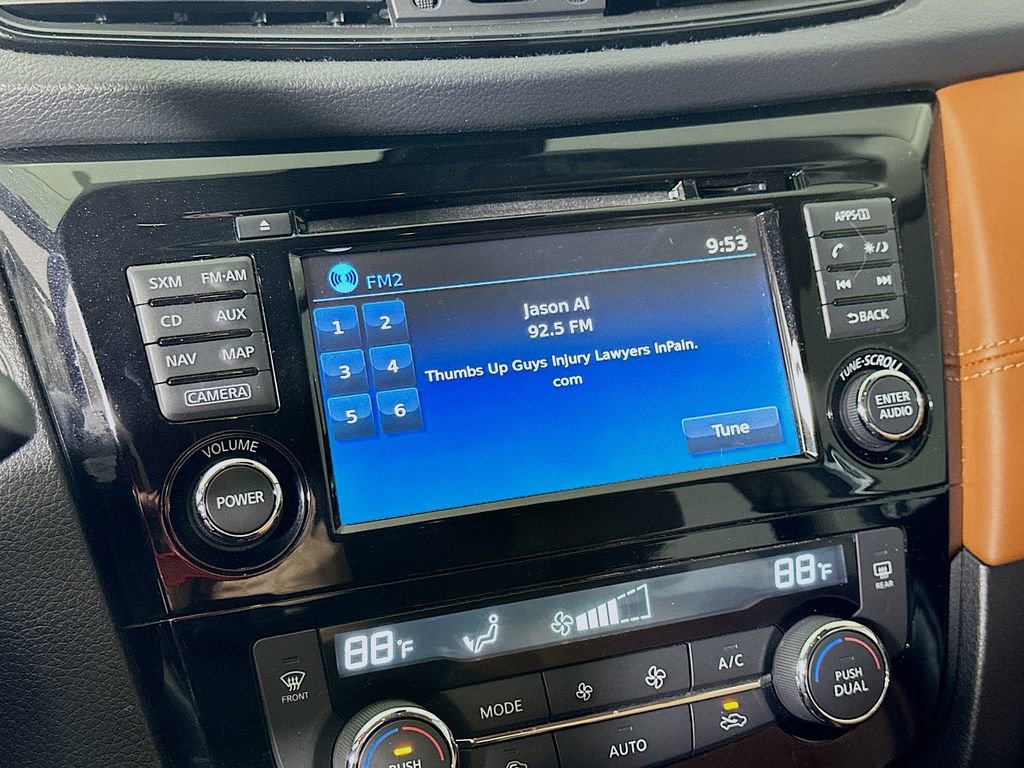 APPS·i
9:53
SXM FM·AM
FM2
BACK
CD AUX
NAV MAP
CAMERA
1 2
3 4
5 6
Jason Al
92.5 FM
Thumbs Up Guys Injury Lawyers InPain.
com
Tune
TUNE·SCROLL
ENTER
AUDIO
VOLUME
POWER
88°F
88°F
REAR
FRONT
MODE
A/C
AUTO
PUSH
DUAL
PUSH